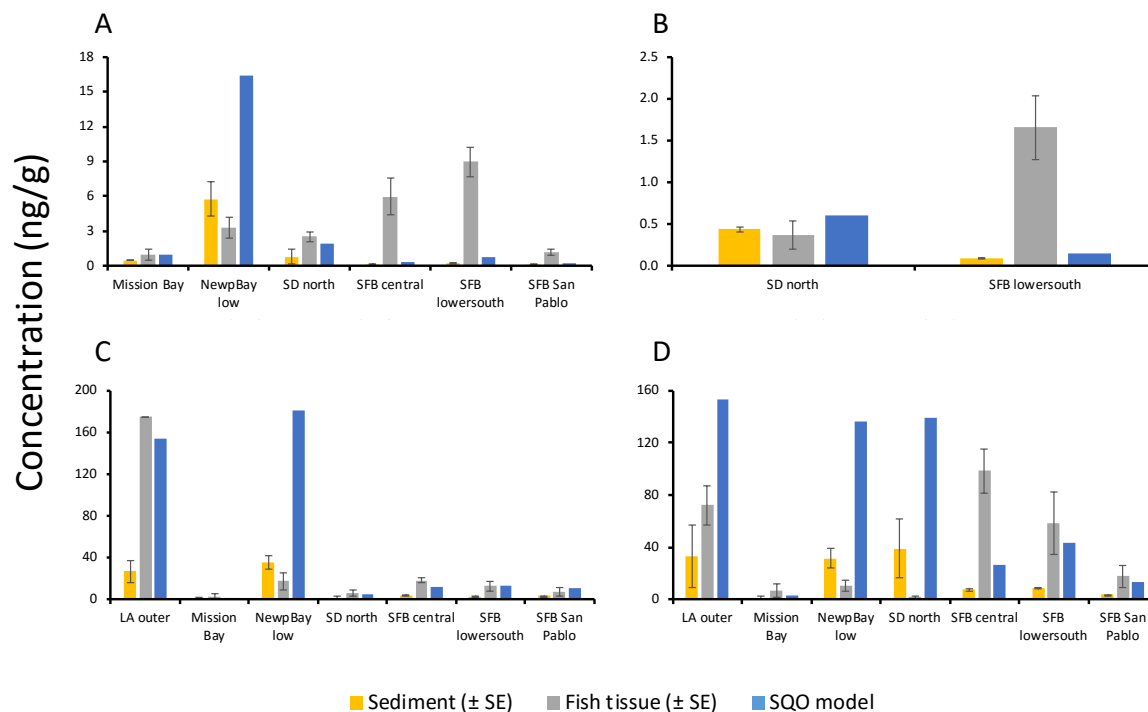 Concentration (ng/g)
A
18
15
12
9
6
3
0
Mission Bay
NewpBay
low
SD north
SFB central
SFB
lowersouth
SFB San
Pablo
B
2.5
2.0
1.5
1.0
0.5
0.0
SD north
SFB lowersouth
C
200
160
120
80
40
0
LA outer
Mission
Bay
NewpBay
low
SD north
SFB central
SFB
lowersouth
SFB San
Pablo
D
160
120
80
40
0
LA outer
Mission
Bay
NewpBay
low
SD north
SFB central
SFB
lowersouth
SFB San
Pablo
Sediment (± SE) Fish tissue (± SE) SQO model